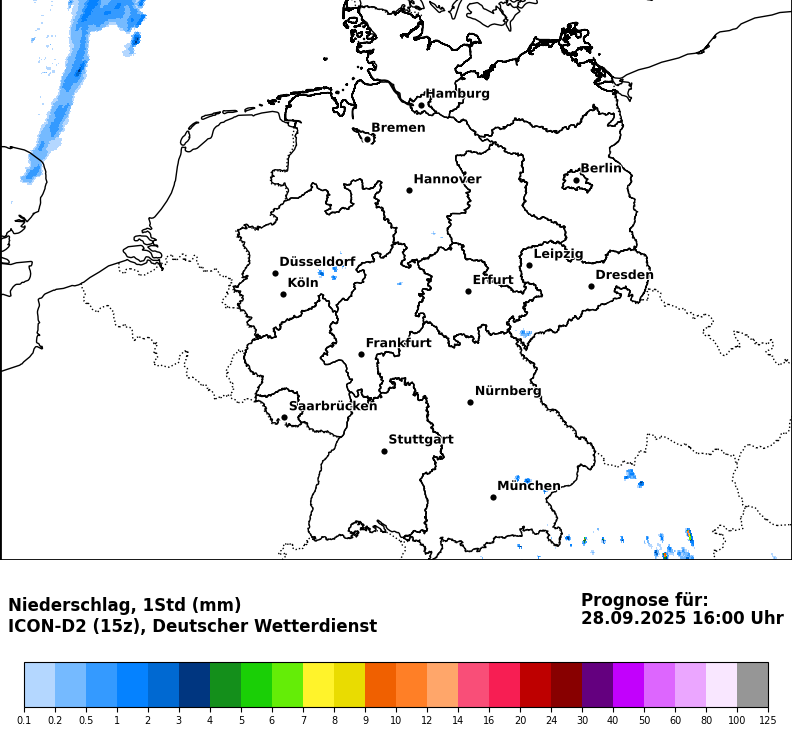 Hamburg
Bremen
Berlin
Hannover
Leipzig
Düsseldorf
Dresden
Köln
Erfurt
Frankfurt
Nürnberg
Saarbrücken
Stuttgart
München
Niederschlag, 1Std (mm)
ICON-D2 (15z), Deutscher Wetterdienst
Prognose für:
28.09.2025 16:00 Uhr
0.1 0.2 0.5 1 2 3 4 5 6 7 8 9 10 12 14 16 20 24 30 40 50 60 80 100 125